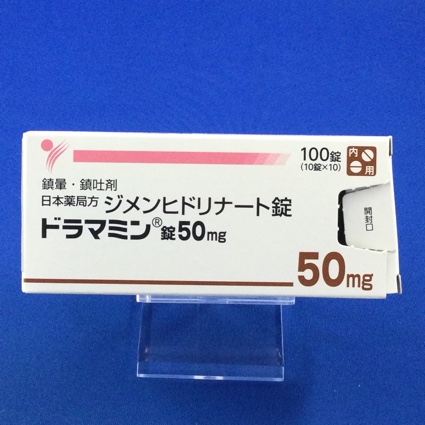 100錠
(10錠×10)
内用
鎮暈・鎮吐剤
日本薬局方 ジメンヒドリナート錠
ドラマミン®錠50mg
開封口
50mg